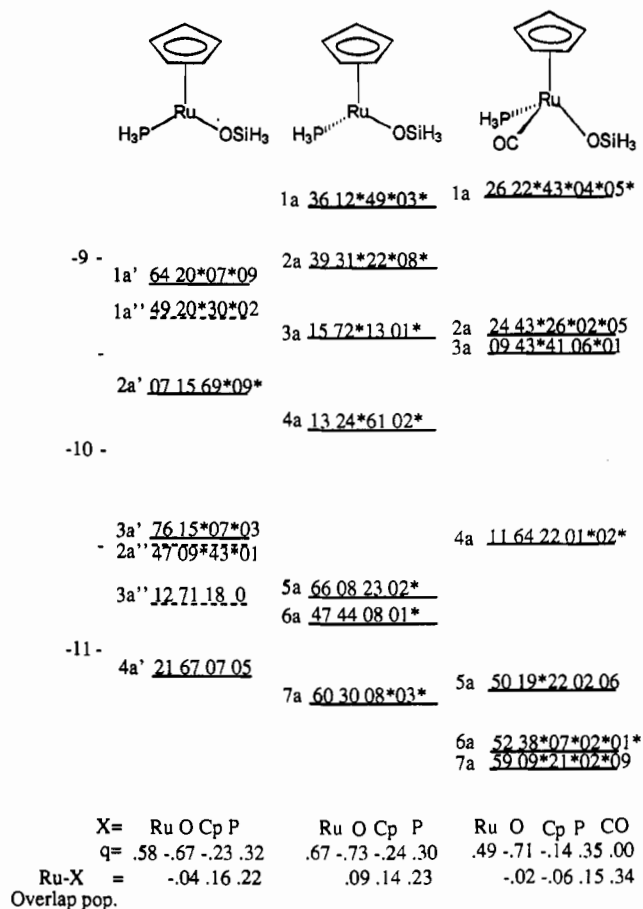 Ru
H3P
OSiH3
Ru
H3P
OSiH3
Ru
H3P
OC
OSiH3
-9 -
-
-10 -
-
-11 -
1a' 64 20*07*09
1a'' 49 20*30*02
2a' 07 15 69*09*
3a' 76 15*07*03
2a'' 47 09*43*01
3a'' 12 71 18 0
4a' 21 67 07 05
1a 36 12*49*03*
2a 39 31*22*08*
3a 15 72*13 01*
4a 13 24*61 02*
5a 66 08 23 02*
6a 47 44 08 01*
7a 60 30 08*03*
1a 26 22*43*04*05*
2a 24 43*26*02*05
3a 09 43*41 06*01
4a 11 64 22 01*02*
5a 50 19*22 02 06
6a 52 38*07*02*01*
7a 59 09*21*02*09
X= Ru O Cp P Ru O Cp P Ru O Cp P CO
q= .58 -.67 -.23 .32 .67 -.73 -.24 .30 .49 -.71 -.14 .35 .00
Ru-X = -.04 .16 .22 .09 .14 .23 -.02 -.06 .15 .34
Overlap pop.